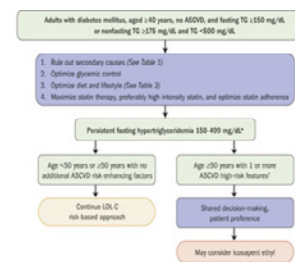 Adults with diabetes mellitus, aged ≥40 years, no ASCVD, and fasting TG ≥150 mg/dL
or nonfasting TG ≥175 mg/dL and TG <500 mg/dL
1. Rule out secondary causes (See Table 1)
2. Optimize glycemic control
3. Optimize diet and lifestyle (See Table 2)
4. Maximize statin therapy, preferably high intensity statin, and optimize statin adherence
Persistent fasting hypertriglyceridemia 150-499 mg/dL*
Age <50 years or ≥50 years with no
additional ASCVD risk enhancing factors
Age ≥50 years with 1 or more
ASCVD high-risk features†
Continue LDL-C
risk based approach
Shared decision-making,
patient preference
May consider icosapent ethyl